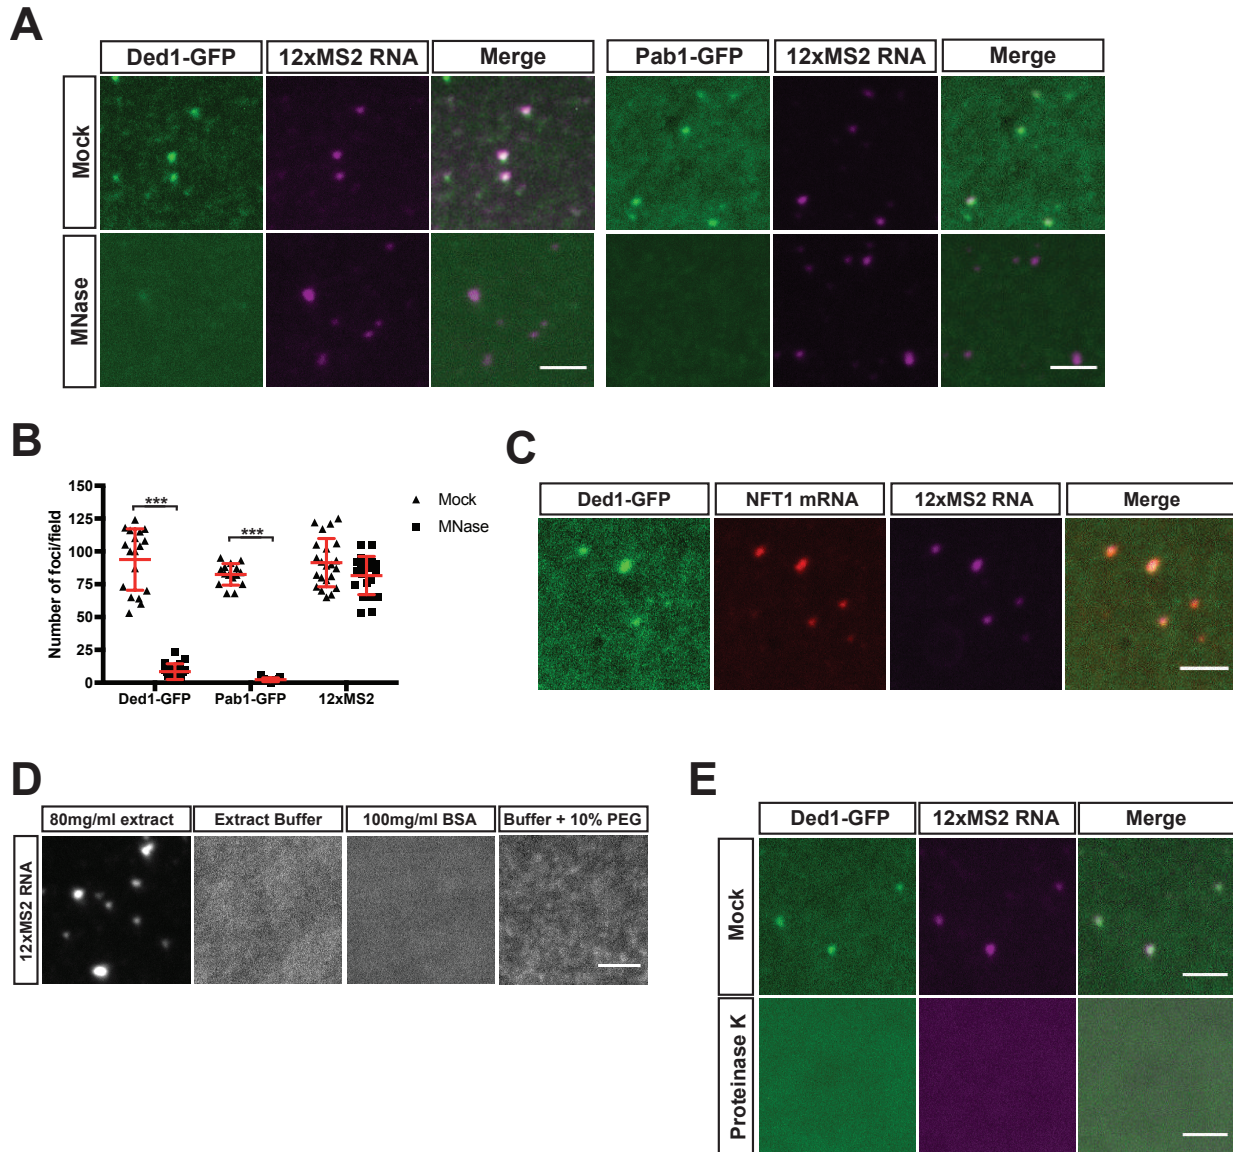 A
Ded1-GFP 12xMS2 RNA Merge Pab1-GFP 12xMS2 RNA Merge
Mock
MNase
B
150
125
100
75
50
25
0
Number of foci/field
*** ***
Mock
MNase
Ded1-GFP Pab1-GFP 12xMS2
C
Ded1-GFP NFT1 mRNA 12xMS2 RNA Merge
D
80mg/ml extract Extract Buffer 100mg/ml BSA Buffer + 10% PEG
12xMS2 RNA
E
Ded1-GFP 12xMS2 RNA Merge
Mock
Proteinase K